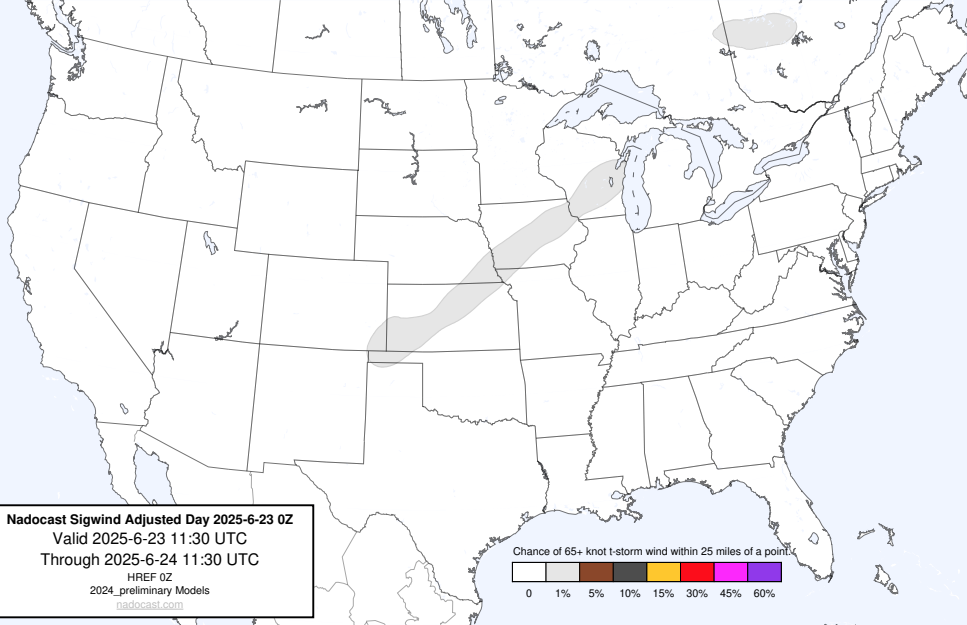 Nadocast Sigwind Adjusted Day 2025-6-23 0Z
Valid 2025-6-23 11:30 UTC
Through 2025-6-24 11:30 UTC
HREF 0Z
2024_preliminary Models
nadocast.com
Chance of 65+ knot t-storm wind within 25 miles of a point.
0 1% 5% 10% 15% 30% 45% 60%